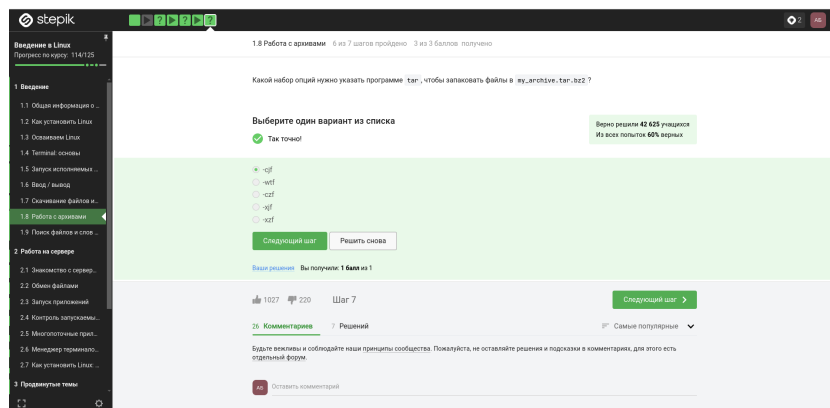 stepik
2
АБ
Введение в Linux
Прогресс по курсу: 114/125
1 Введение
1.1 Общая информация о ...
1.2 Как установить Linux
1.3 Осваиваем Linux
1.4 Terminal: основы
1.5 Запуск исполняемых ...
1.6 Ввод / вывод
1.7 Скачивание файлов и...
1.8 Работа с архивами
1.9 Поиск файлов и слов ...
2 Работа на сервере
2.1 Знакомство с сервер...
2.2 Обмен файлами
2.3 Запуск приложений
2.4 Контроль запускаемы...
2.5 Многопоточные прил...
2.6 Менеджер терминало...
2.7 Как установить Linux: ...
3 Продвинутые темы
1.8 Работа с архивами 6 из 7 шагов пройдено 3 из 3 баллов получено
Какой набор опций нужно указать программе tar, чтобы запаковать файлы в my_archive.tar.bz2 ?
Выберите один вариант из списка
Так точно!
Верно решили 42 625 учащихся
Из всех попыток 60% верных
-cjf
-wtf
-czf
-xjf
-xzf
Следующий шаг Решить снова
Ваши решения Вы получили: 1 балл из 1
1027 220 Шаг 7 Следующий шаг
26 Комментариев 7 Решений Самые популярные
Будьте вежливы и соблюдайте наши принципы сообщества. Пожалуйста, не оставляйте решения и подсказки в комментариях, для этого есть
отдельный форум.
АБ Оставить комментарий